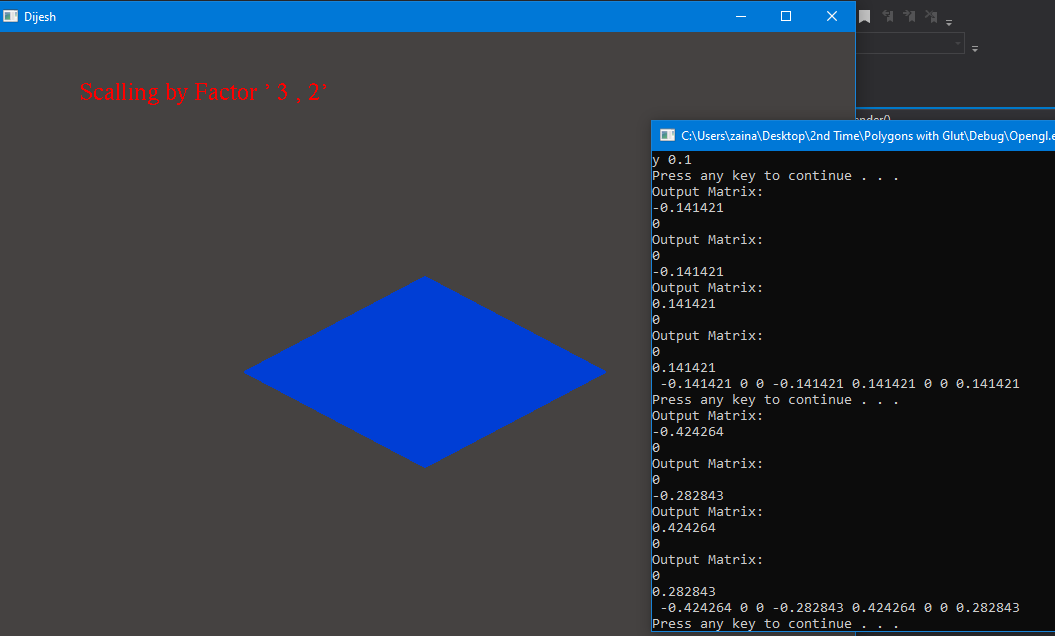 Dijesh
Scalling by Factor ' 3 , 2'
ender()
C:\Users\zaina\Desktop\2nd Time\Polygons with Glut\Debug\Opengl.e
y 0.1
Press any key to continue . . .
Output Matrix:
-0.141421
0
Output Matrix:
0
-0.141421
Output Matrix:
0.141421
0
Output Matrix:
0
0.141421
-0.141421 0 0 -0.141421 0.141421 0 0 0.141421
Press any key to continue . . .
Output Matrix:
-0.424264
0
Output Matrix:
0
-0.282843
Output Matrix:
0.424264
0
Output Matrix:
0
0.282843
-0.424264 0 0 -0.282843 0.424264 0 0 0.282843
Press any key to continue . . .